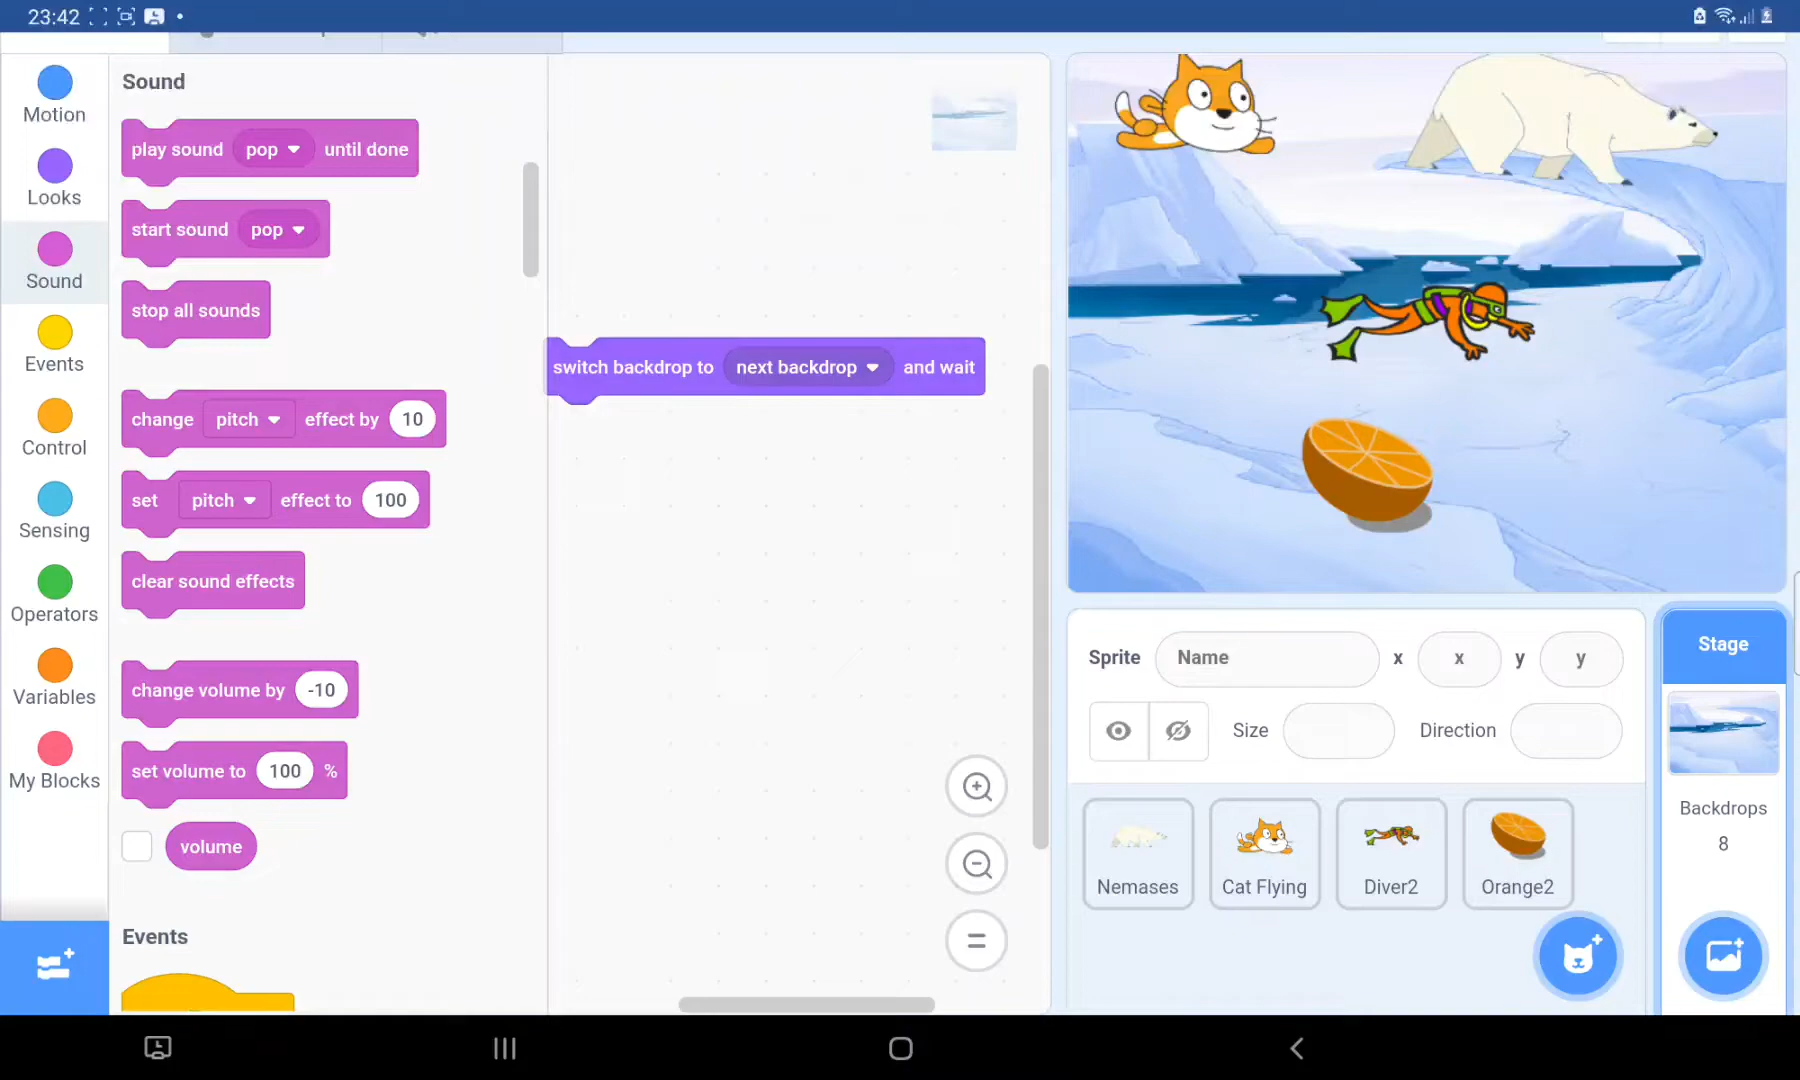 23:42
Motion
Looks
Sound
Events
Control
Sensing
Operators
Variables
My Blocks
Sound
play sound pop until done
start sound pop
stop all sounds
change pitch effect by 10
set pitch effect to 100
clear sound effects
change volume by -10
set volume to 100 %
volume
Events
switch backdrop to next backdrop and wait
Sprite Name x x y y
Size Direction
Nemases
Cat Flying
Diver2
Orange2
Stage
Backdrops
8